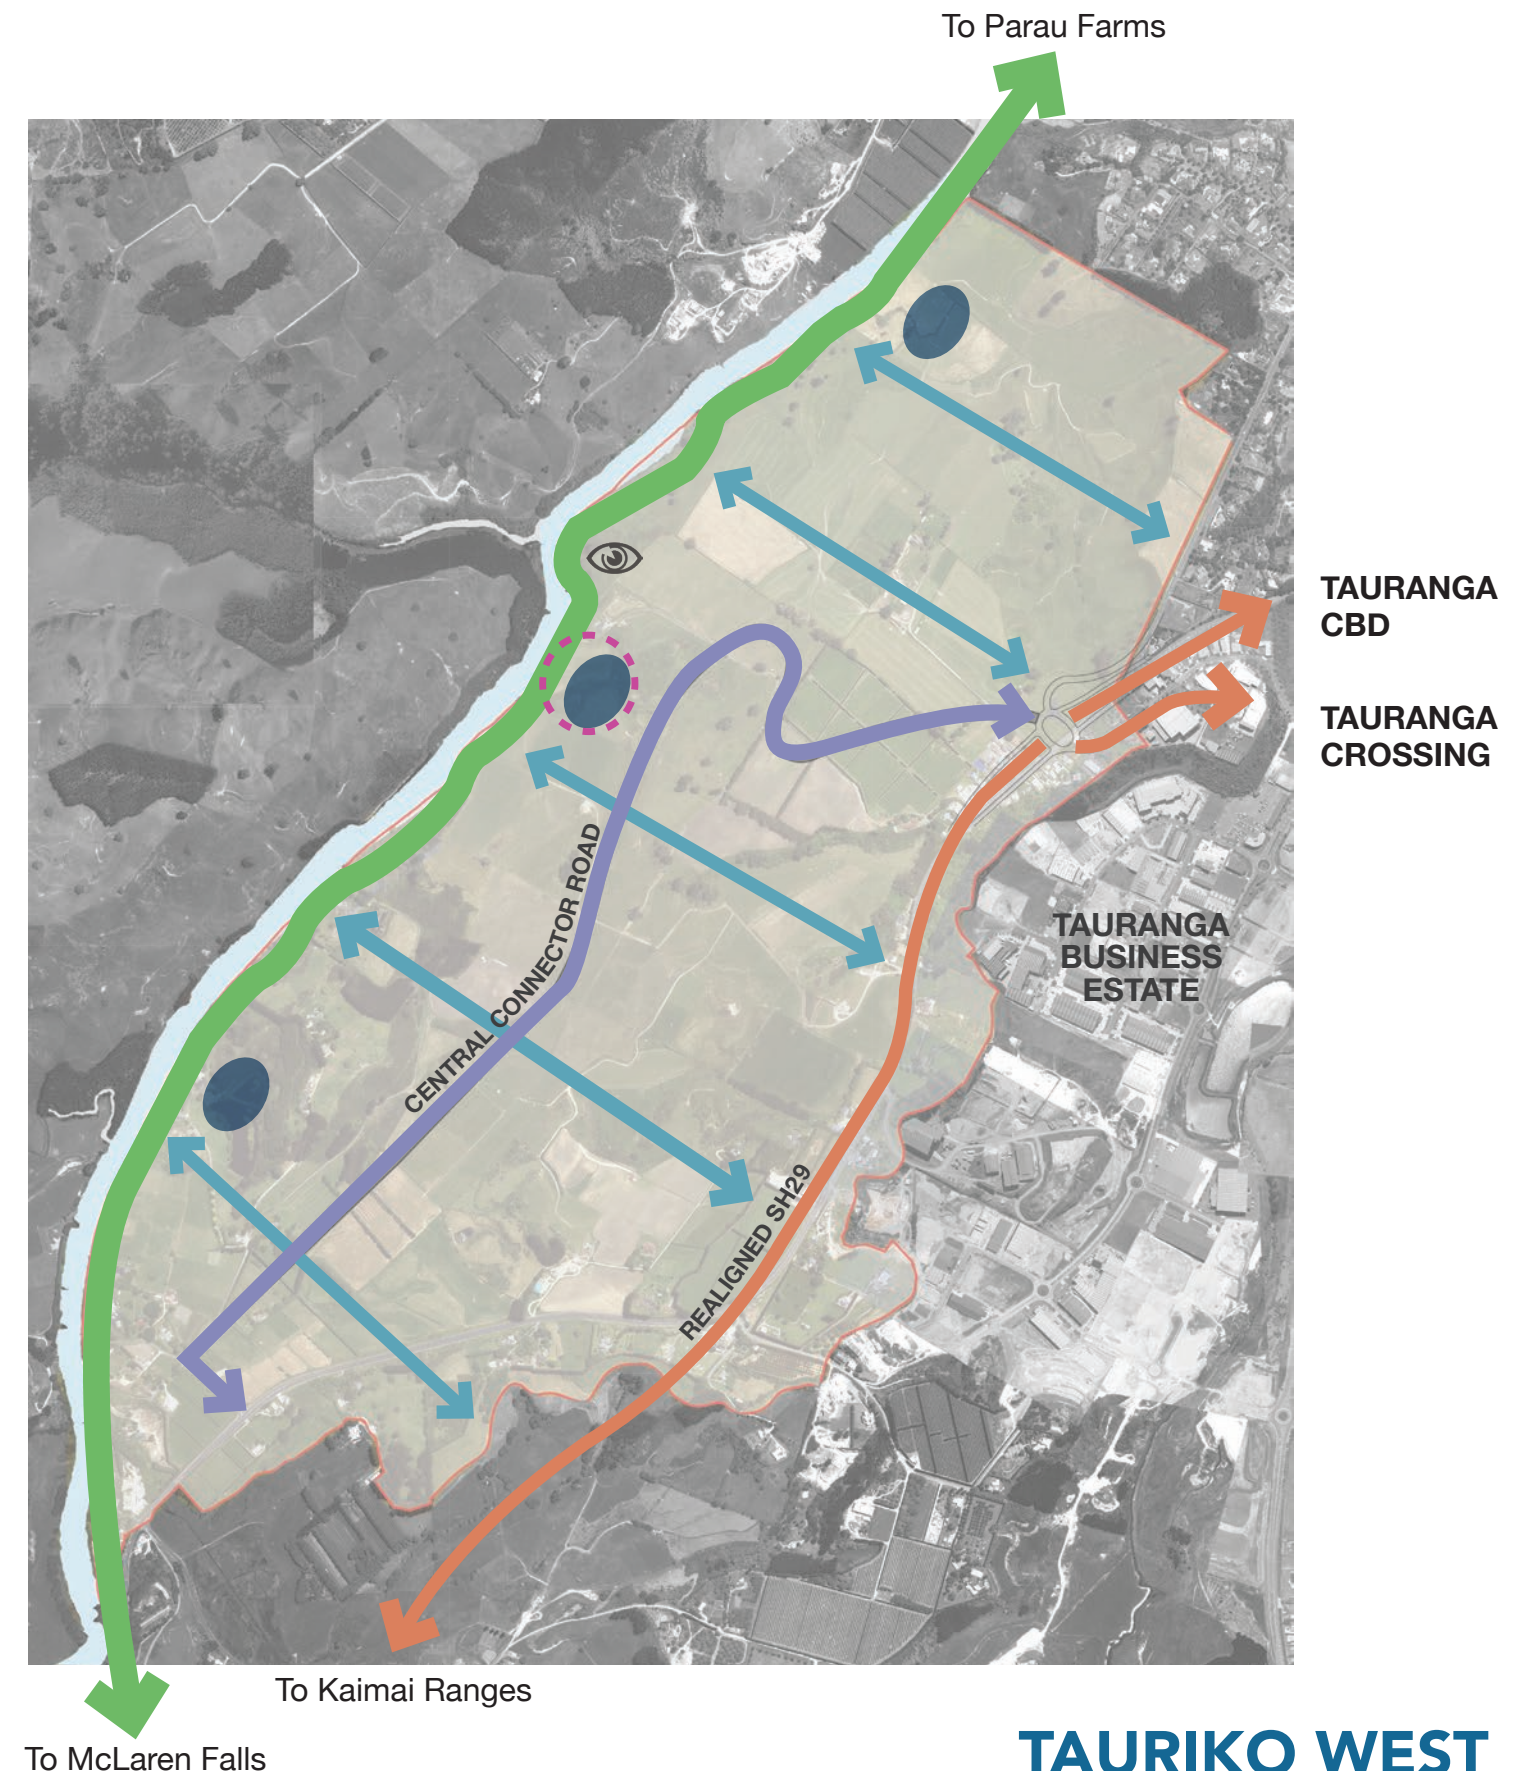 To Parau Farms
TAURANGA
CBD
TAURANGA
CROSSING
CENTRAL CONNECTOR ROAD
TAURANGA
BUSINESS
ESTATE
REALIGNED SH29
To Kaimai Ranges
To McLaren Falls
TAURIKO WEST